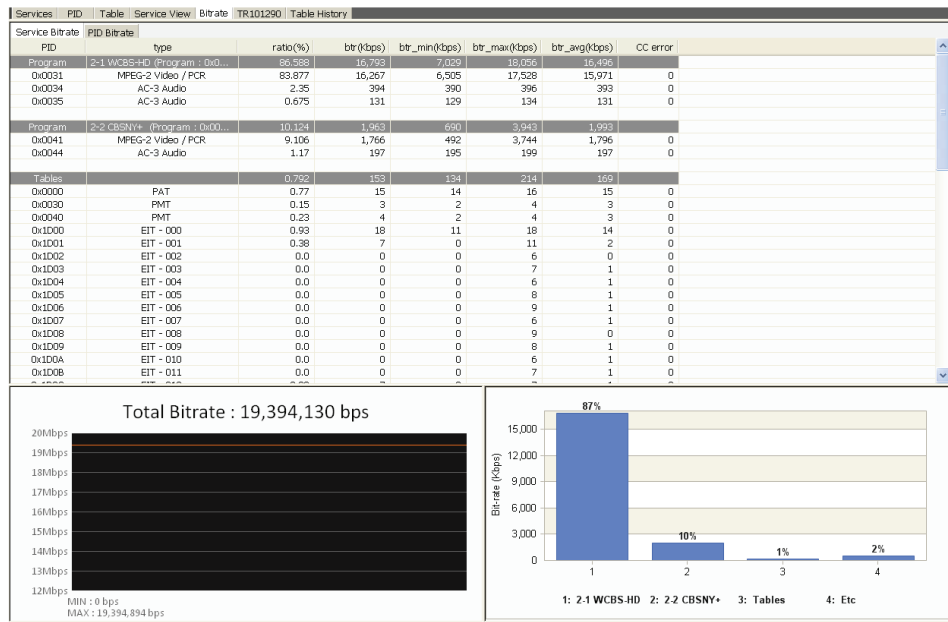 Services PID Table Service View Bitrate TR101290 Table History
Service Bitrate PID Bitrate
PID type ratio(%) btr(Kbps) btr_min(Kbps) btr_max(Kbps) btr_avg(Kbps) CC error
Program 2-1 WCBS-HD (Program : 0x0... 86.588 16,793 7,029 18,056 16,496
0x0031 MPEG-2 Video / PCR 83.877 16,267 6,505 17,528 15,971 0
0x0034 AC-3 Audio 2.35 394 390 396 393 0
0x0035 AC-3 Audio 0.675 131 129 134 131 0
Program 2-2 CBSNY+ (Program : 0x00... 10.124 1,963 690 3,943 1,993
0x0041 MPEG-2 Video / PCR 9.106 1,766 492 3,744 1,796 0
0x0044 AC-3 Audio 1.17 197 195 199 197 0
Tables 0.792 153 134 214 169
0x0000 PAT 0.77 15 14 16 15 0
0x0030 PMT 0.15 3 2 4 3 0
0x0040 PMT 0.23 4 2 4 3 0
0x1D00 EIT - 000 0.93 18 11 18 14 0
0x1D01 EIT - 001 0.38 7 0 11 2 0
0x1D02 EIT - 002 0.0 0 0 6 0 0
0x1D03 EIT - 003 0.0 0 0 7 1 0
0x1D04 EIT - 004 0.0 0 0 6 1 0
0x1D05 EIT - 005 0.0 0 0 8 1 0
0x1D06 EIT - 006 0.0 0 0 9 1 0
0x1D07 EIT - 007 0.0 0 0 6 1 0
0x1D08 EIT - 008 0.0 0 0 9 0 0
0x1D09 EIT - 009 0.0 0 0 8 1 0
0x1D0A EIT - 010 0.0 0 0 6 1 0
0x1D0B EIT - 011 0.0 0 0 7 1 0
Total Bitrate : 19,394,130 bps
20Mbps
19Mbps
18Mbps
17Mbps
16Mbps
15Mbps
14Mbps
13Mbps
12Mbps
MIN : 0 bps
MAX : 19,394,894 bps
Bit-rate (Kbps)
15,000
12,000
9,000
6,000
3,000
0
87%
10%
1%
2%
1 2 3 4
1: 2-1 WCBS-HD 2: 2-2 CBSNY+ 3: Tables 4: Etc